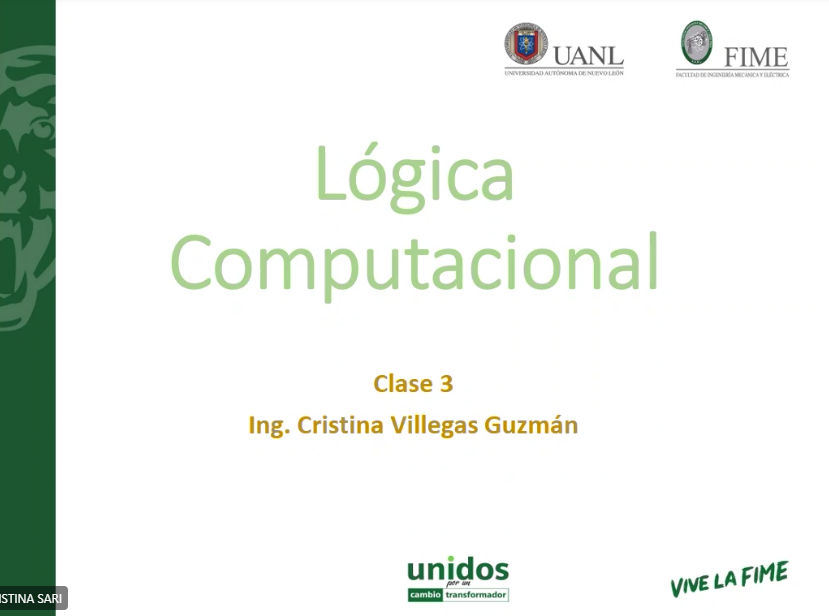 UANL
UNIVERSIDAD AUTÓNOMA DE NUEVO LEÓN
FIME
FACULTAD DE INGENIERÍA MECÁNICA Y ELÉCTRICA
Lógica
Computacional
Clase 3
Ing. Cristina Villegas Guzmán
unidos
por un
cambio transformador
VIVE LA FIME
ISTINA SARI